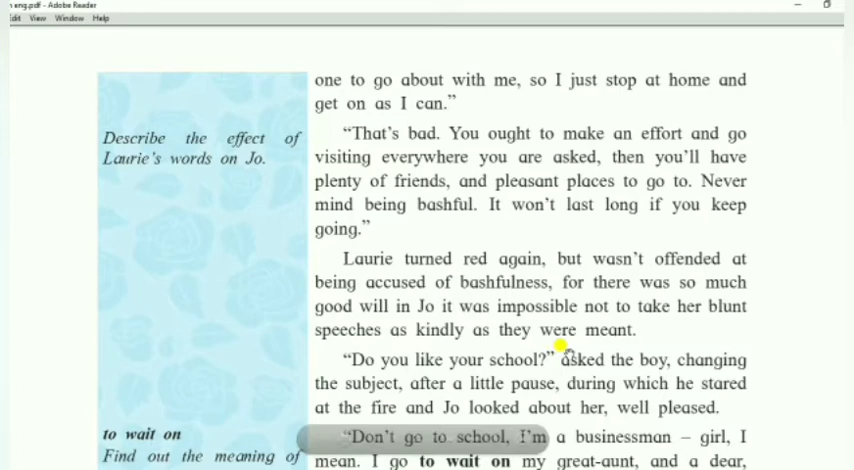 eng.pdf - Adobe Reader
Edit View Window Help
one to go about with me, so I just stop at home and
get on as I can.”
Describe the effect of
Laurie’s words on Jo.
“That’s bad. You ought to make an effort and go
visiting everywhere you are asked, then you’ll have
plenty of friends, and pleasant places to go to. Never
mind being bashful. It won’t last long if you keep
going.”
Laurie turned red again, but wasn’t offended at
being accused of bashfulness, for there was so much
good will in Jo it was impossible not to take her blunt
speeches as kindly as they were meant.
“Do you like your school?” asked the boy, changing
the subject, after a little pause, during which he stared
at the fire and Jo looked about her, well pleased.
to wait on
Find out the meaning of
“Don’t go to school, I’m a businessman – girl, I
mean. I go to wait on my great-aunt, and a dear,